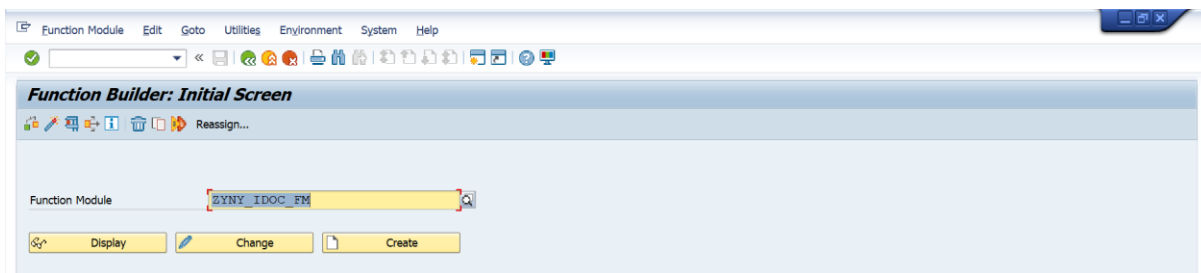 Function Module Edit Goto Utilities Environment System Help
Function Builder: Initial Screen
Reassign...
Function Module ZYNY_IDOC_FM
Display Change Create